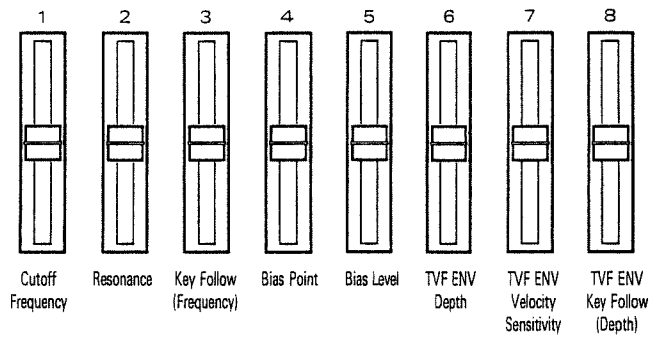 1 2 3 4 5 6 7 8
Cutoff Frequency
Resonance
Key Follow (Frequency)
Bias Point
Bias Level
TVF ENV Depth
TVF ENV Velocity Sensitivity
TVF ENV Key Follow (Depth)